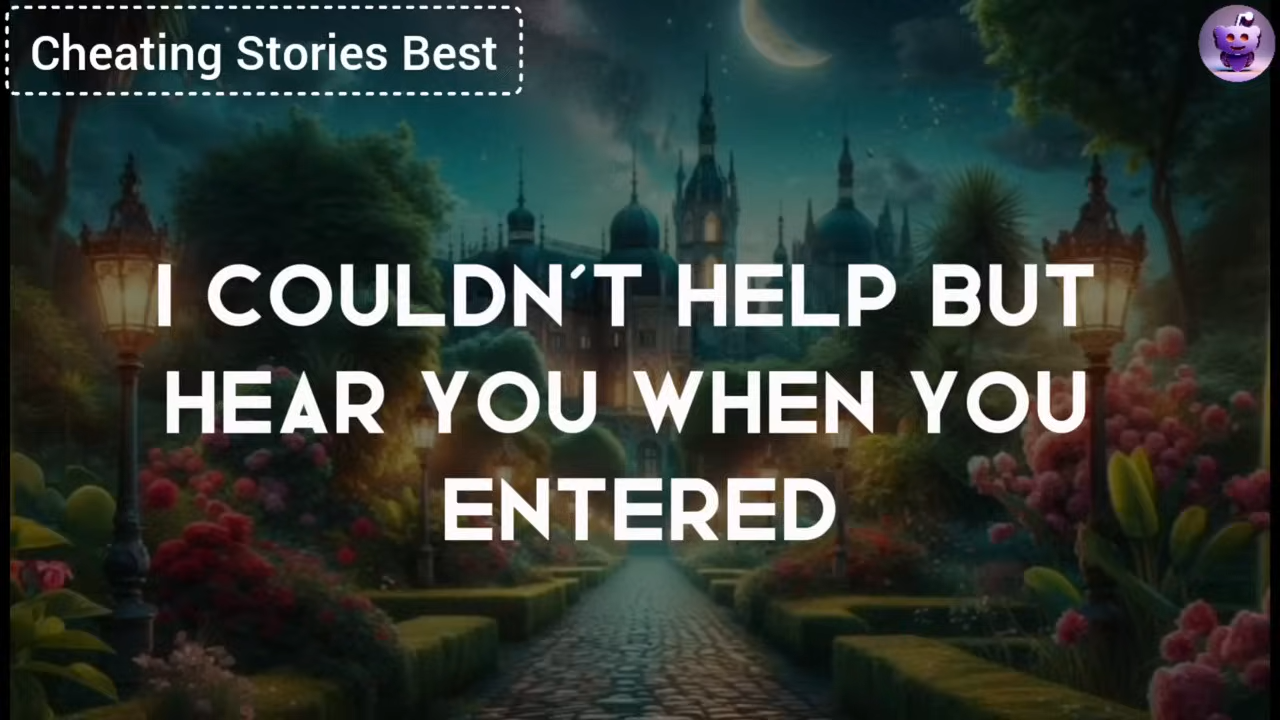 Cheating Stories Best
I COULDN´T HELP BUT
HEAR YOU WHEN YOU
ENTERED